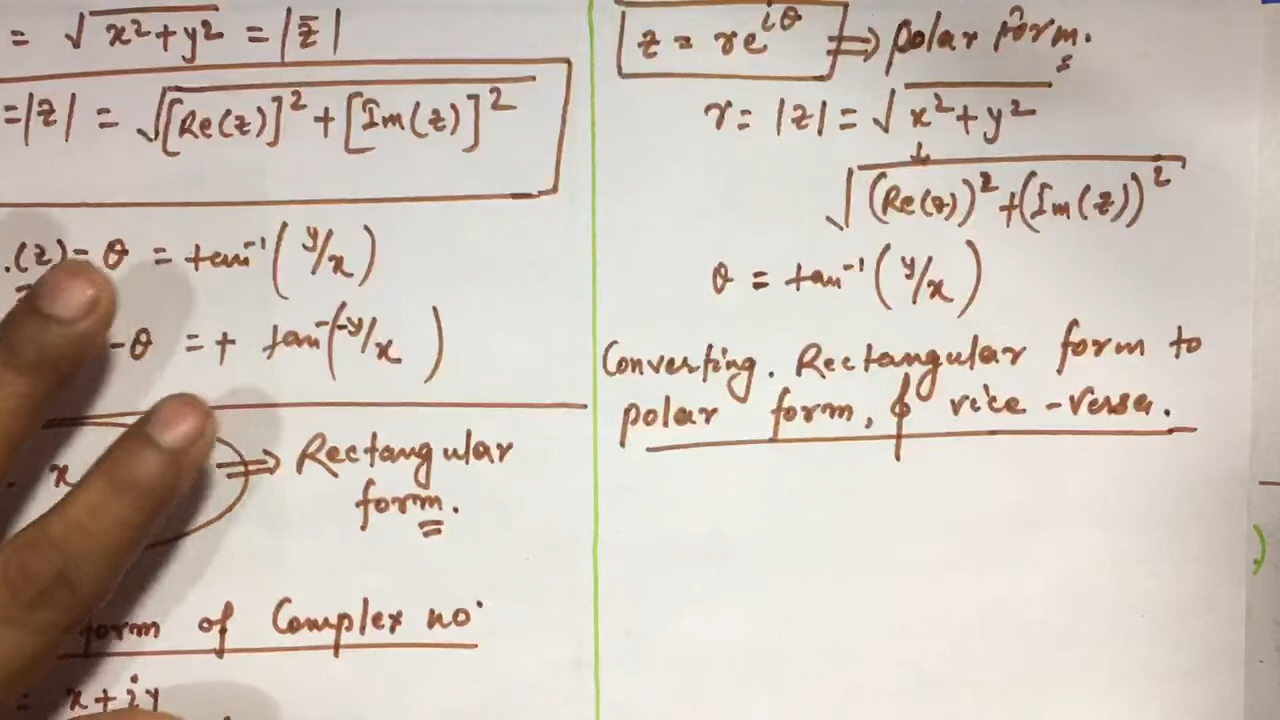 = √x²+y² = |z̄|
=|z| = √[Re(z)]²+[Im(z)]²
.(z)= θ = tan⁻¹(y/x)
-θ = + tan⁻(-y/x)
x ⇒ Rectangular
form.
form of Complex no.
= x+iy
z = re^iθ ⇒ polar form.
r = |z| = √x²+y²
↓
√(Re(z))²+(Im(z))²
θ = tan⁻¹(y/x)
Converting. Rectangular form to
polar form, & vice-versa.